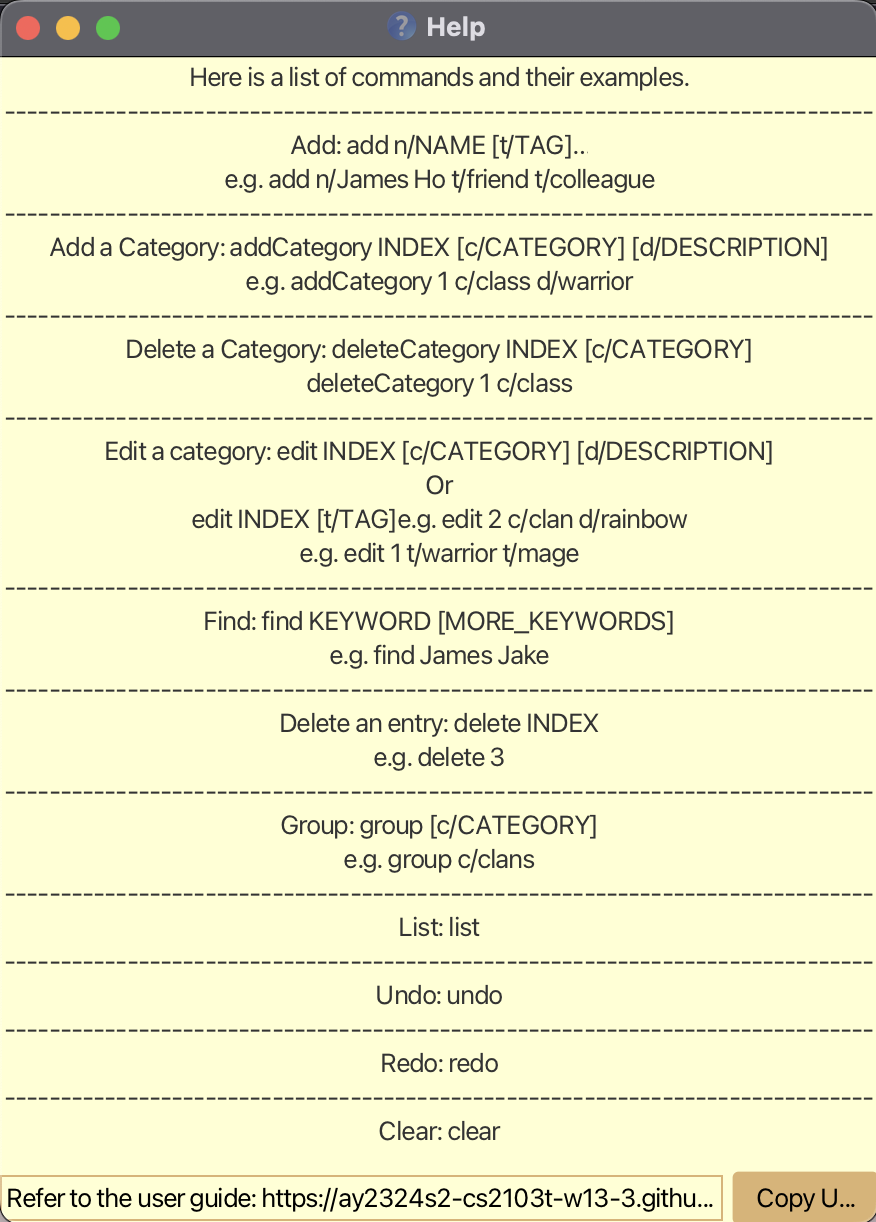 Help
Here is a list of commands and their examples.
--------------------------------------------------------------------------------
Add: add n/NAME [t/TAG]...
e.g. add n/James Ho t/friend t/colleague
--------------------------------------------------------------------------------
Add a Category: addCategory INDEX [c/CATEGORY] [d/DESCRIPTION]
e.g. addCategory 1 c/class d/warrior
--------------------------------------------------------------------------------
Delete a Category: deleteCategory INDEX [c/CATEGORY]
deleteCategory 1 c/class
--------------------------------------------------------------------------------
Edit a category: edit INDEX [c/CATEGORY] [d/DESCRIPTION]
Or
edit INDEX [t/TAG]e.g. edit 2 c/clan d/rainbow
e.g. edit 1 t/warrior t/mage
--------------------------------------------------------------------------------
Find: find KEYWORD [MORE_KEYWORDS]
e.g. find James Jake
--------------------------------------------------------------------------------
Delete an entry: delete INDEX
e.g. delete 3
--------------------------------------------------------------------------------
Group: group [c/CATEGORY]
e.g. group c/clans
--------------------------------------------------------------------------------
List: list
--------------------------------------------------------------------------------
Undo: undo
--------------------------------------------------------------------------------
Redo: redo
--------------------------------------------------------------------------------
Clear: clear
Refer to the user guide: https://ay2324s2-cs2103t-w13-3.githu...
Copy U...